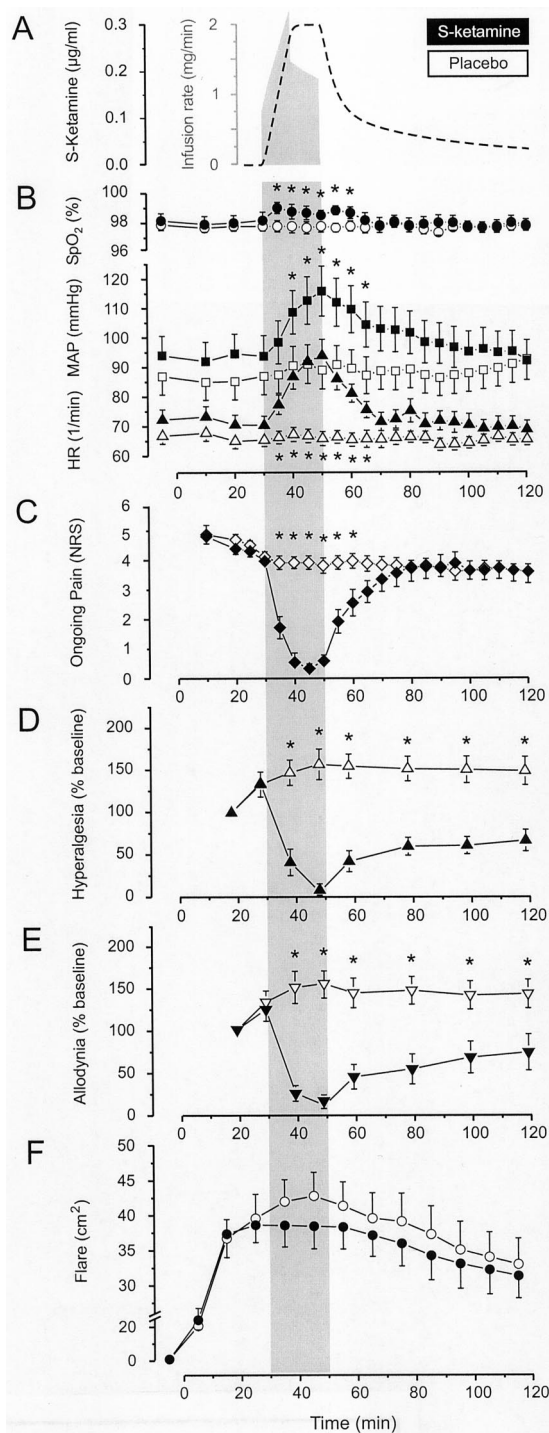 A
S-ketamine
Placebo
S-Ketamine (µg/ml)
0.3
0.2
0.1
0.0
Infusion rate (mg/min)
2
1
0
B
SpO2 (%)
100
98
96
* * * * * *
MAP (mmHg)
HR (1/min)
120
110
100
90
80
70
60
* * * * * *
* * * * * * *
0 20 40 60 80 100 120
C
Ongoing Pain (NRS)
6
5
4
3
2
1
0
* * * * * *
0 20 40 60 80 100 120
D
Hyperalgesia (% baseline)
200
150
100
50
0
* * * * * *
0 20 40 60 80 100 120
E
Allodynia (% baseline)
200
150
100
50
0
* * * * * *
0 20 40 60 80 100 120
F
Flare (cm2)
50
45
40
35
30
20
0
0 20 40 60 80 100 120
Time (min)